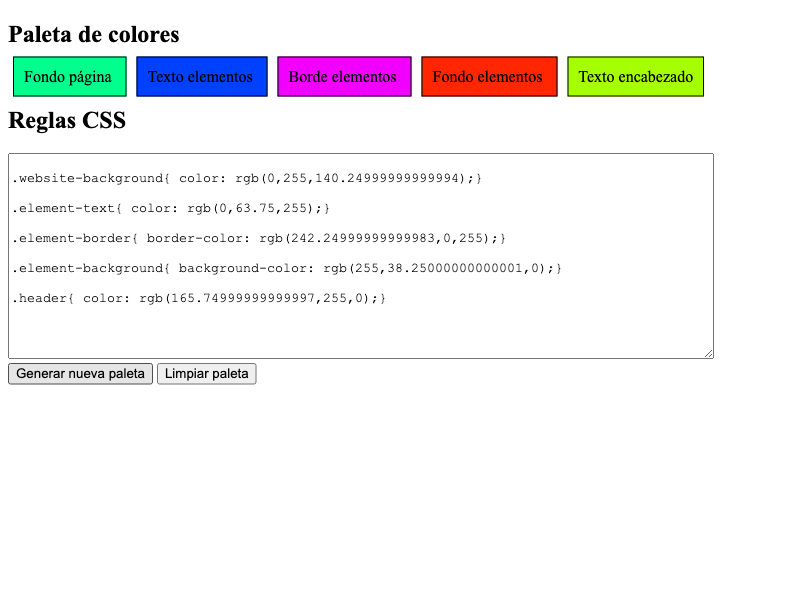 Paleta de colores
Fondo página Texto elementos Borde elementos Fondo elementos Texto encabezado
Reglas CSS
.website-background{ color: rgb(0,255,140.24999999999994);}
.element-text{ color: rgb(0,63.75,255);}
.element-border{ border-color: rgb(242.24999999999983,0,255);}
.element-background{ background-color: rgb(255,38.25000000000001,0);}
.header{ color: rgb(165.74999999999997,255,0);}
Generar nueva paleta Limpiar paleta